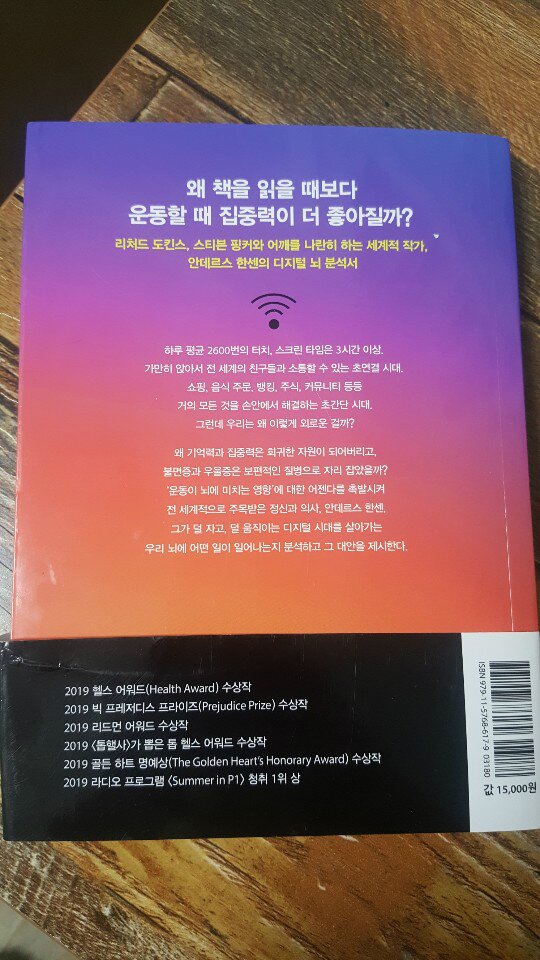 왜 책을 읽을 때보다
운동할 때 집중력이 더 좋아질까?
리처드 도킨스, 스티븐 핑커와 어깨를 나란히 하는 세계적 작가,
안데르스 한센의 디지털 뇌 분석서
하루 평균 2600번의 터치, 스크린 타임은 3시간 이상.
가만히 앉아서 전 세계의 친구들과 소통할 수 있는 초연결 시대.
쇼핑, 음식 주문, 뱅킹, 주식, 커뮤니티 등등
거의 모든 것을 손안에서 해결하는 초간단 시대.
그런데 우리는 왜 이렇게 외로운 걸까?
왜 기억력과 집중력은 희귀한 자원이 되어버리고,
불면증과 우울증은 보편적인 질병으로 자리 잡았을까?
‘운동이 뇌에 미치는 영향’에 대한 어젠다를 촉발시켜
전 세계적으로 주목받은 정신과 의사, 안데르스 한센.
그가 덜 자고, 덜 움직이는 디지털 시대를 살아가는
우리 뇌에 어떤 일이 일어나는지 분석하고 그 대안을 제시한다.
2019 헬스 어워드(Health Award) 수상작
2019 빅 프레저디스 프라이즈(Prejudice Prize) 수상작
2019 리드먼 어워드 수상작
2019 〈톱헬사〉가 뽑은 톱 헬스 어워드 수상작
2019 골든 하트 명예상(The Golden Heart's Honorary Award) 수상작
2019 라디오 프로그램 〈Summer in P1〉 청취 1위 상
ISBN 979-11-5768-617-9 03180
값 15,000원